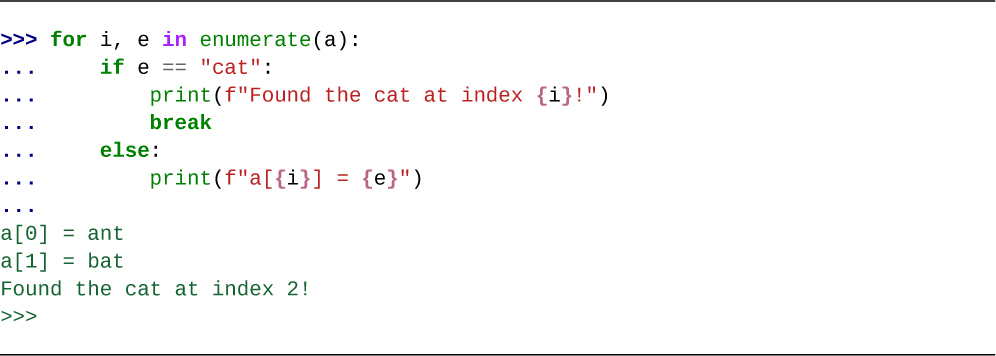 >>> for i, e in enumerate(a):
...     if e == "cat":
...         print(f"Found the cat at index {i}!")
...         break
...     else:
...         print(f"a[{i}] = {e}")
...
a[0] = ant
a[1] = bat
Found the cat at index 2!
>>>